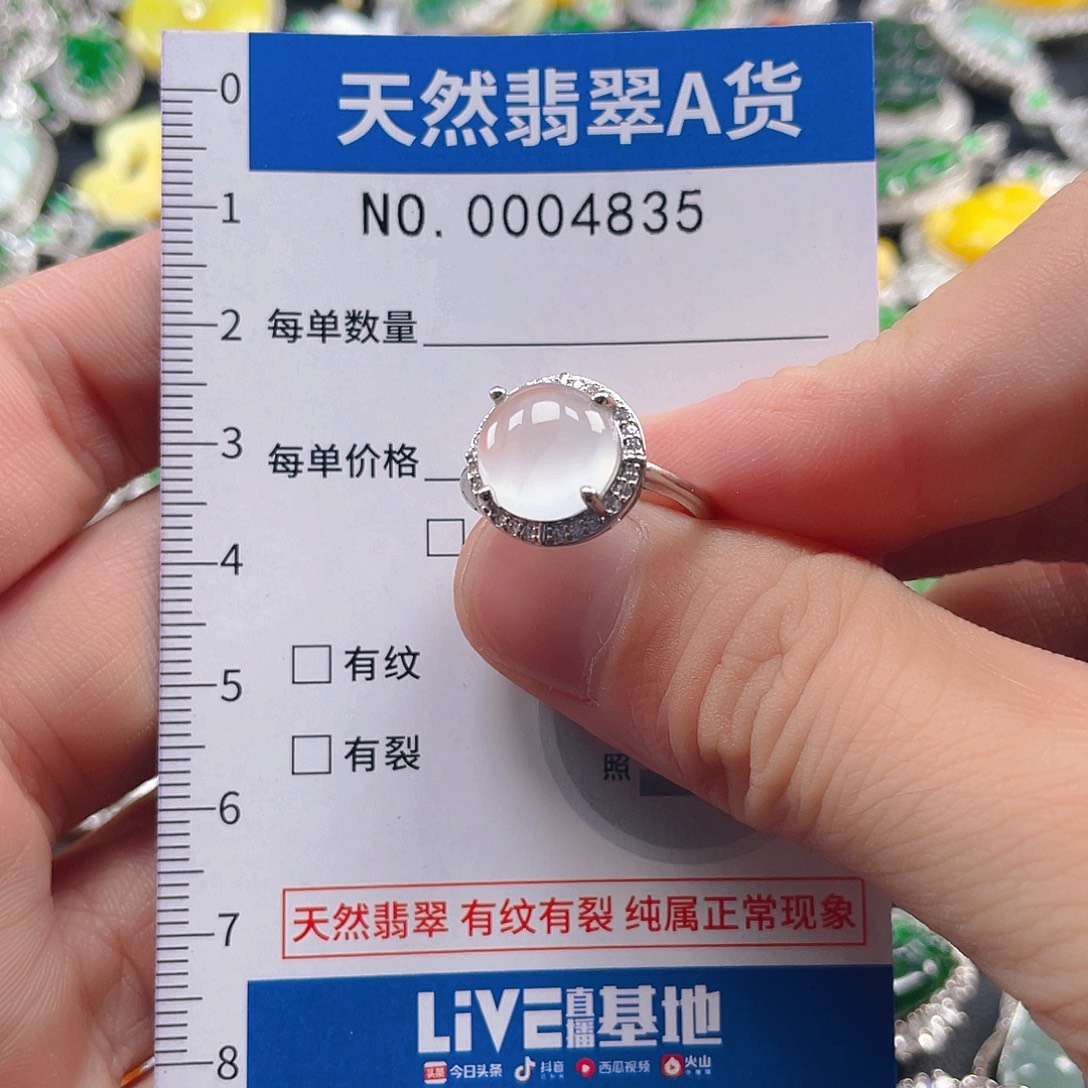 天然翡翠A货
NO. 0004835
每单数量
每单价格
有纹
有裂
照
天然翡翠 有纹有裂 纯属正常现象
LiVE直播基地
头条 今日头条 抖音 西瓜视频 火山
0
1
2
3
4
5
6
7
8